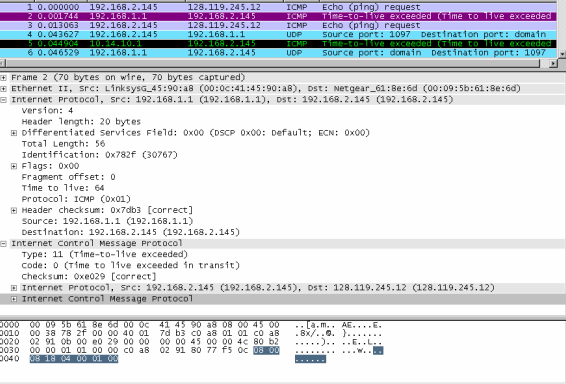 1 0.000000 192.168.2.145 128.119.245.12 ICMP Echo (ping) request
2 0.001744 192.168.1.1 192.168.2.145 ICMP Time-to-live exceeded (Time to live exceeded
3 0.013063 192.168.2.145 128.119.245.12 ICMP Echo (ping) request
4 0.043627 192.168.2.145 192.168.1.1 UDP Source port: 1097 Destination port: domain
5 0.044904 10.14.10.1 192.168.2.145 ICMP Time-to-live exceeded (Time to live exceeded
6 0.046529 192.168.1.1 192.168.2.145 UDP Source port: domain Destination port: 1097
Frame 2 (70 bytes on wire, 70 bytes captured)
Ethernet II, Src: LinksysG_45:90:a8 (00:0c:41:45:90:a8), Dst: Netgear_61:8e:6d (00:09:5b:61:8e:6d)
Internet Protocol, Src: 192.168.1.1 (192.168.1.1), Dst: 192.168.2.145 (192.168.2.145)
Version: 4
Header length: 20 bytes
Differentiated Services Field: 0x00 (DSCP 0x00: Default; ECN: 0x00)
Total Length: 56
Identification: 0x782f (30767)
Flags: 0x00
Fragment offset: 0
Time to live: 64
Protocol: ICMP (0x01)
Header checksum: 0x7db3 [correct]
Source: 192.168.1.1 (192.168.1.1)
Destination: 192.168.2.145 (192.168.2.145)
Internet Control Message Protocol
Type: 11 (Time-to-live exceeded)
Code: 0 (Time to live exceeded in transit)
Checksum: 0xe029 [correct]
Internet Protocol, Src: 192.168.2.145 (192.168.2.145), Dst: 128.119.245.12 (128.119.245.12)
Internet Control Message Protocol
0000 00 09 5b 61 8e 6d 00 0c 41 45 90 a8 08 00 45 00 ..[a.m.. AE....E.
0010 00 38 78 2f 00 00 40 01 7d b3 c0 a8 01 01 c0 a8 .8x/..@. }.......
0020 02 91 0b 00 e0 29 00 00 00 00 45 00 00 4c 80 b2 .....).. ..E..L..
0030 00 00 01 01 00 00 c0 a8 02 91 80 77 f5 0c 08 00 ........ ...w....
0040 08 18 04 00 01 00